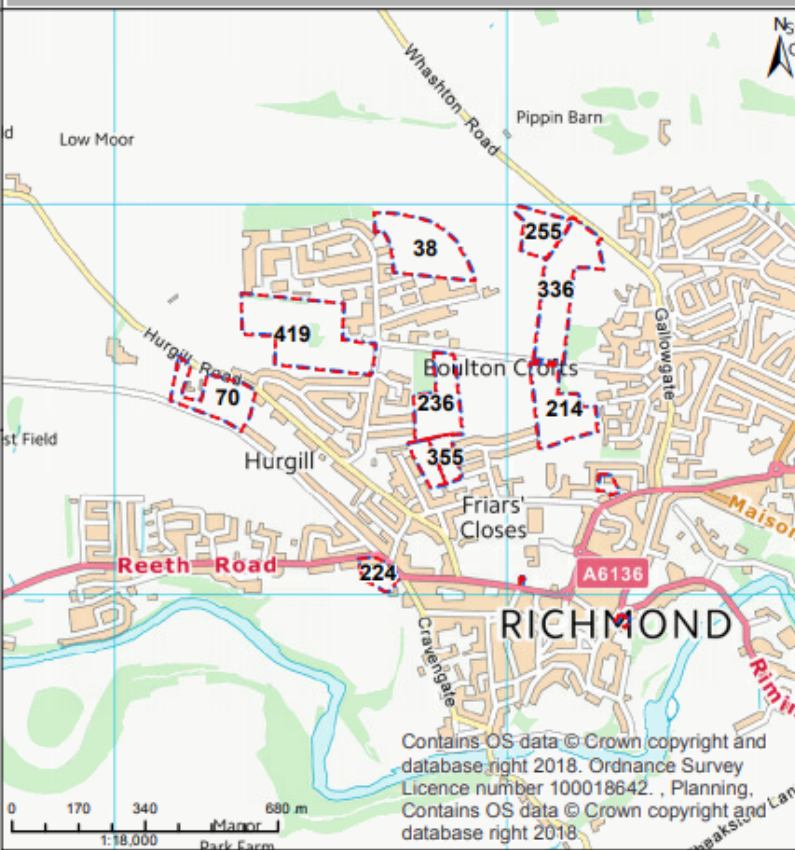 N
Whashton Road
Pippin Barn
Low Moor
255
38
336
419
Gallowgate
Hurgill Road
Boulton Crofts
70
236
214
st Field
355
Hurgill
Friars'
Closes
Maison
Reeth Road
224
A6136
RICHMOND
Cravengate
Contains OS data © Crown copyright and
database right 2018. Ordnance Survey
Licence number 100018642. , Planning,
Contains OS data © Crown copyright and
database right 2018.
0 170 340 680 m
1:18,000
Manor
Park Farm